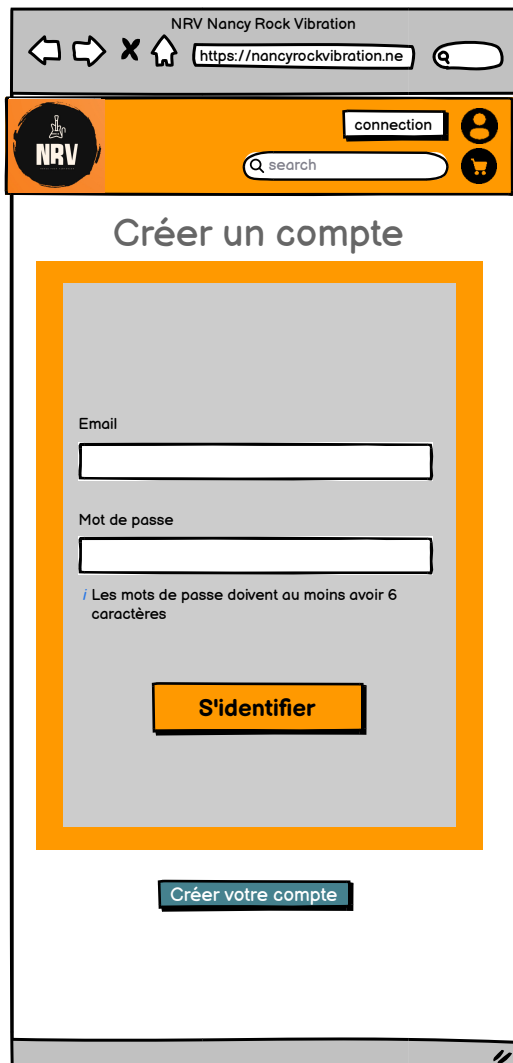 NRV Nancy Rock Vibration
https://nancyrockvibration.ne
connection
NRV
search
Créer un compte
Email
Mot de passe
i Les mots de passe doivent au moins avoir 6
caractères
S'identifier
Créer votre compte